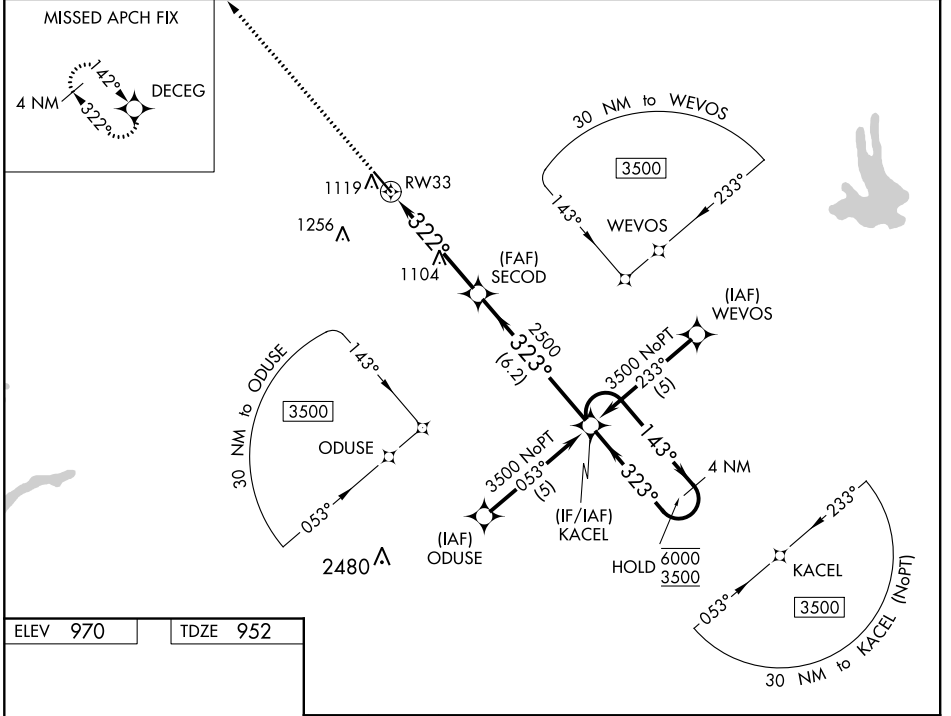 MISSED APCH FIX
4 NM
142°
322°
DECEG
30 NM to WEVOS
3500
143°
233°
WEVOS
1119
RW33
1256
322°
1104
(FAF)
SECOD
(IAF)
WEVOS
2500
323°
(6.2)
3500 NoPT
233°
(5)
30 NM to ODUSE
143°
3500
ODUSE
053°
3500 NoPT
053°
(5)
143°
4 NM
323°
(IAF)
ODUSE
(IF/IAF)
KACEL
HOLD
6000
3500
2480
233°
KACEL
053°
3500
30 NM to KACEL (NoPT)
ELEV 970
TDZE 952